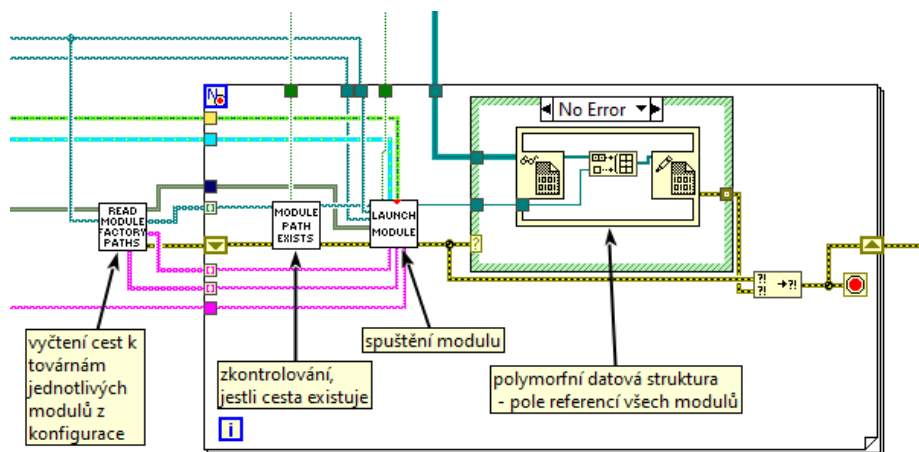 N
No Error
READ
MODULE
FACTORY
PATHS
MODULE
PATH
EXISTS
LAUNCH
MODULE
?
?!
?!
→?!
vyčtení cest k
továrnám
jednotlivých
modulů z
konfigurace
zkontrolování,
jestli cesta existuje
spuštění modulu
polymorfní datová struktura
- pole referencí všech modulů
i